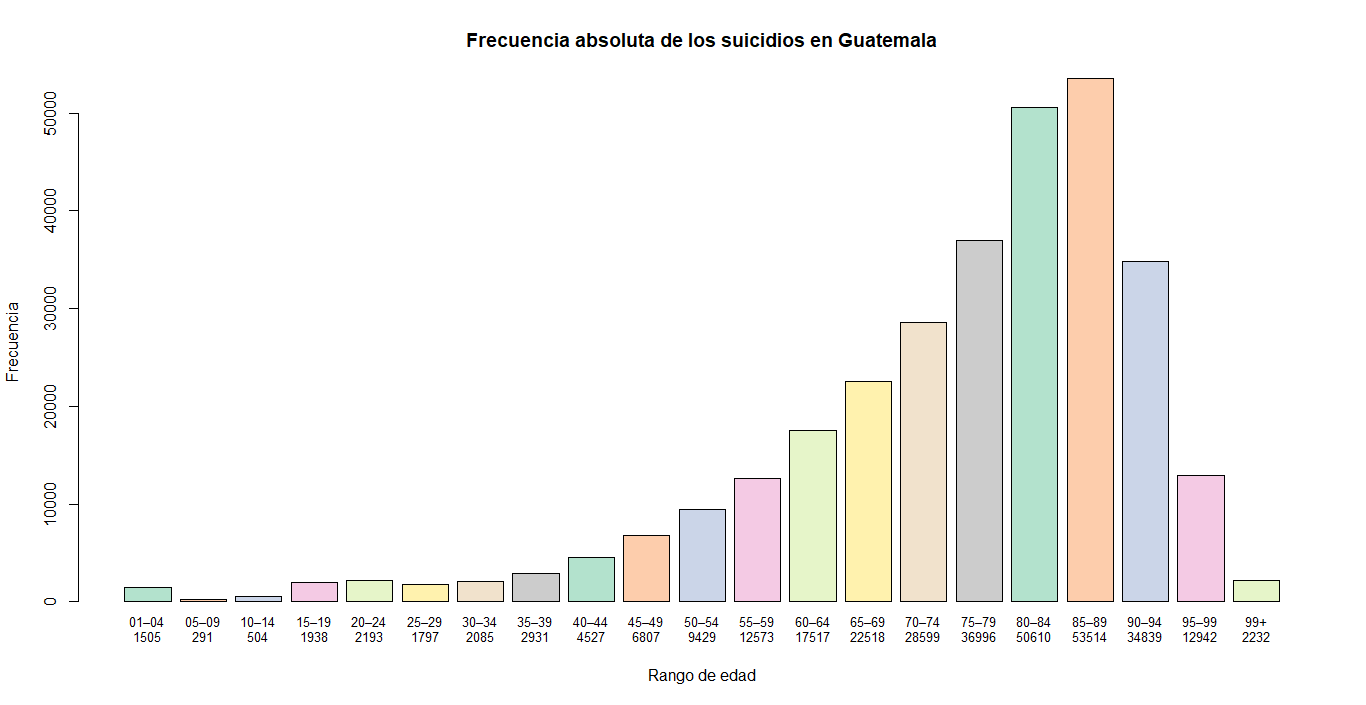 Frecuencia absoluta de los suicidios en Guatemala
Frecuencia
50000
40000
30000
20000
10000
0
01–04 05–09 10–14 15–19 20–24 25–29 30–34 35–39 40–44 45–49 50–54 55–59 60–64 65–69 70–74 75–79 80–84 85–89 90–94 95–99 99+
1505 291 504 1938 2193 1797 2085 2931 4527 6807 9429 12573 17517 22518 28599 36996 50610 53514 34839 12942 2232
Rango de edad